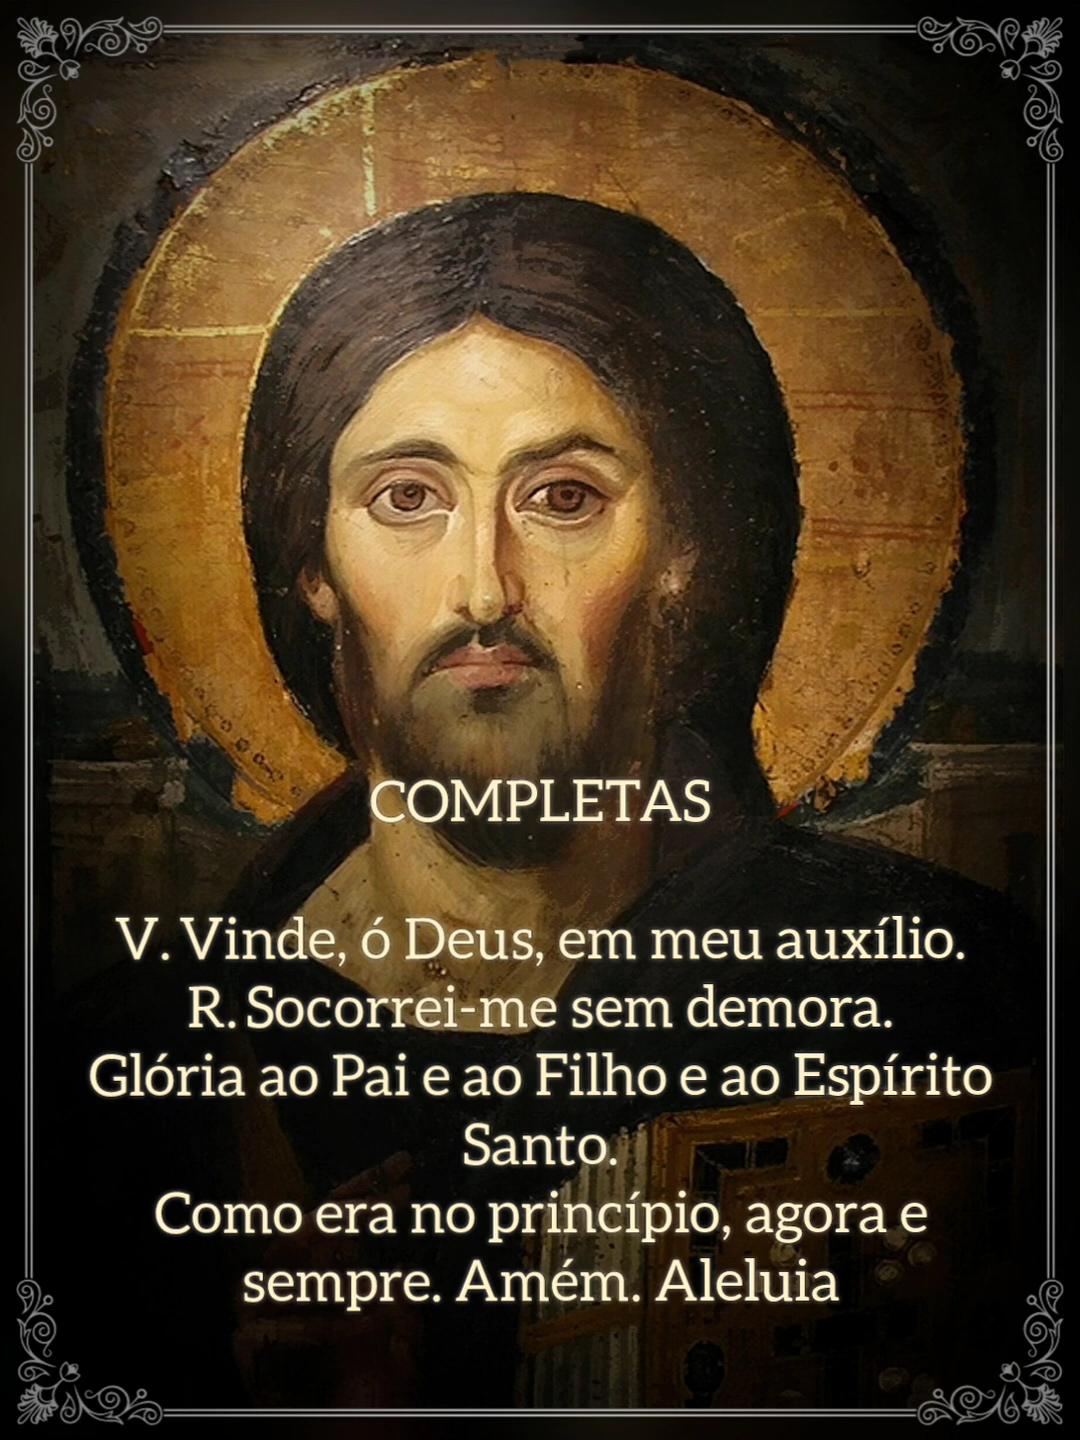 COMPLETAS
V. Vinde, ó Deus, em meu auxílio.
R. Socorrei-me sem demora.
Glória ao Pai e ao Filho e ao Espírito
Santo.
Como era no princípio, agora e
sempre. Amém. Aleluia